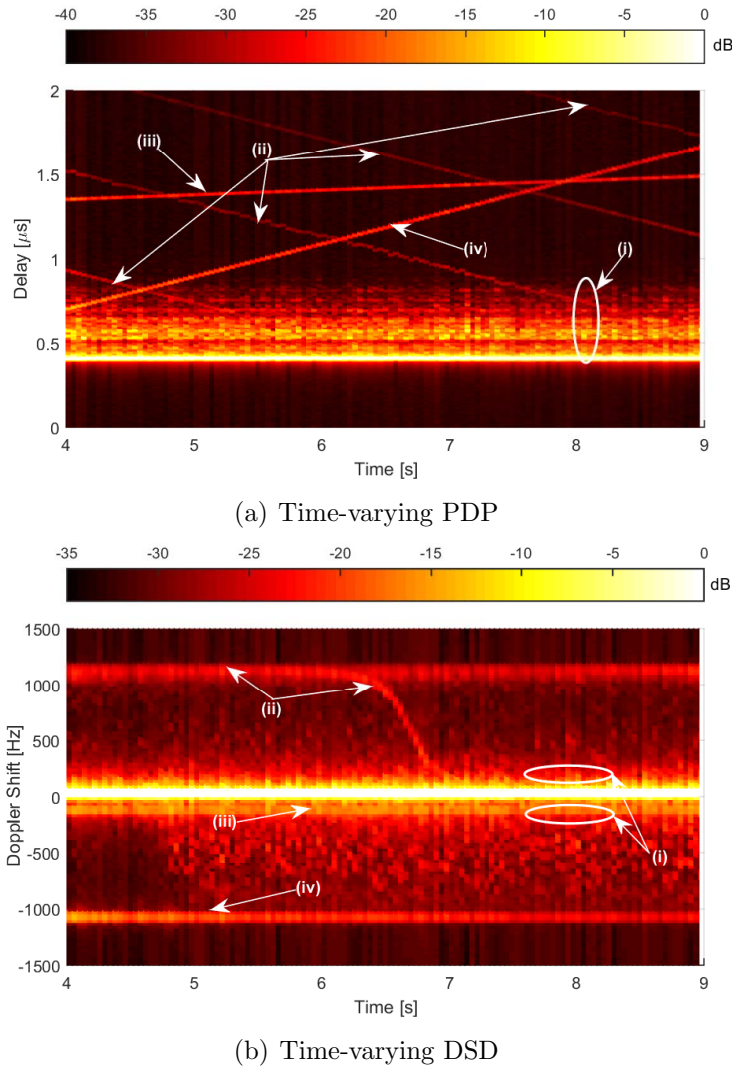 -40 -35 -30 -25 -20 -15 -10 -5 0
dB
2
1.5
1
0.5
0
Delay [μs]
(iii)
(ii)
(iv)
(i)
4 5 6 7 8 9
Time [s]
(a) Time-varying PDP
-35 -30 -25 -20 -15 -10 -5 0
dB
1500
1000
500
0
-500
-1000
-1500
Doppler Shift [Hz]
(ii)
(iii)
(i)
(iv)
4 5 6 7 8 9
Time [s]
(b) Time-varying DSD